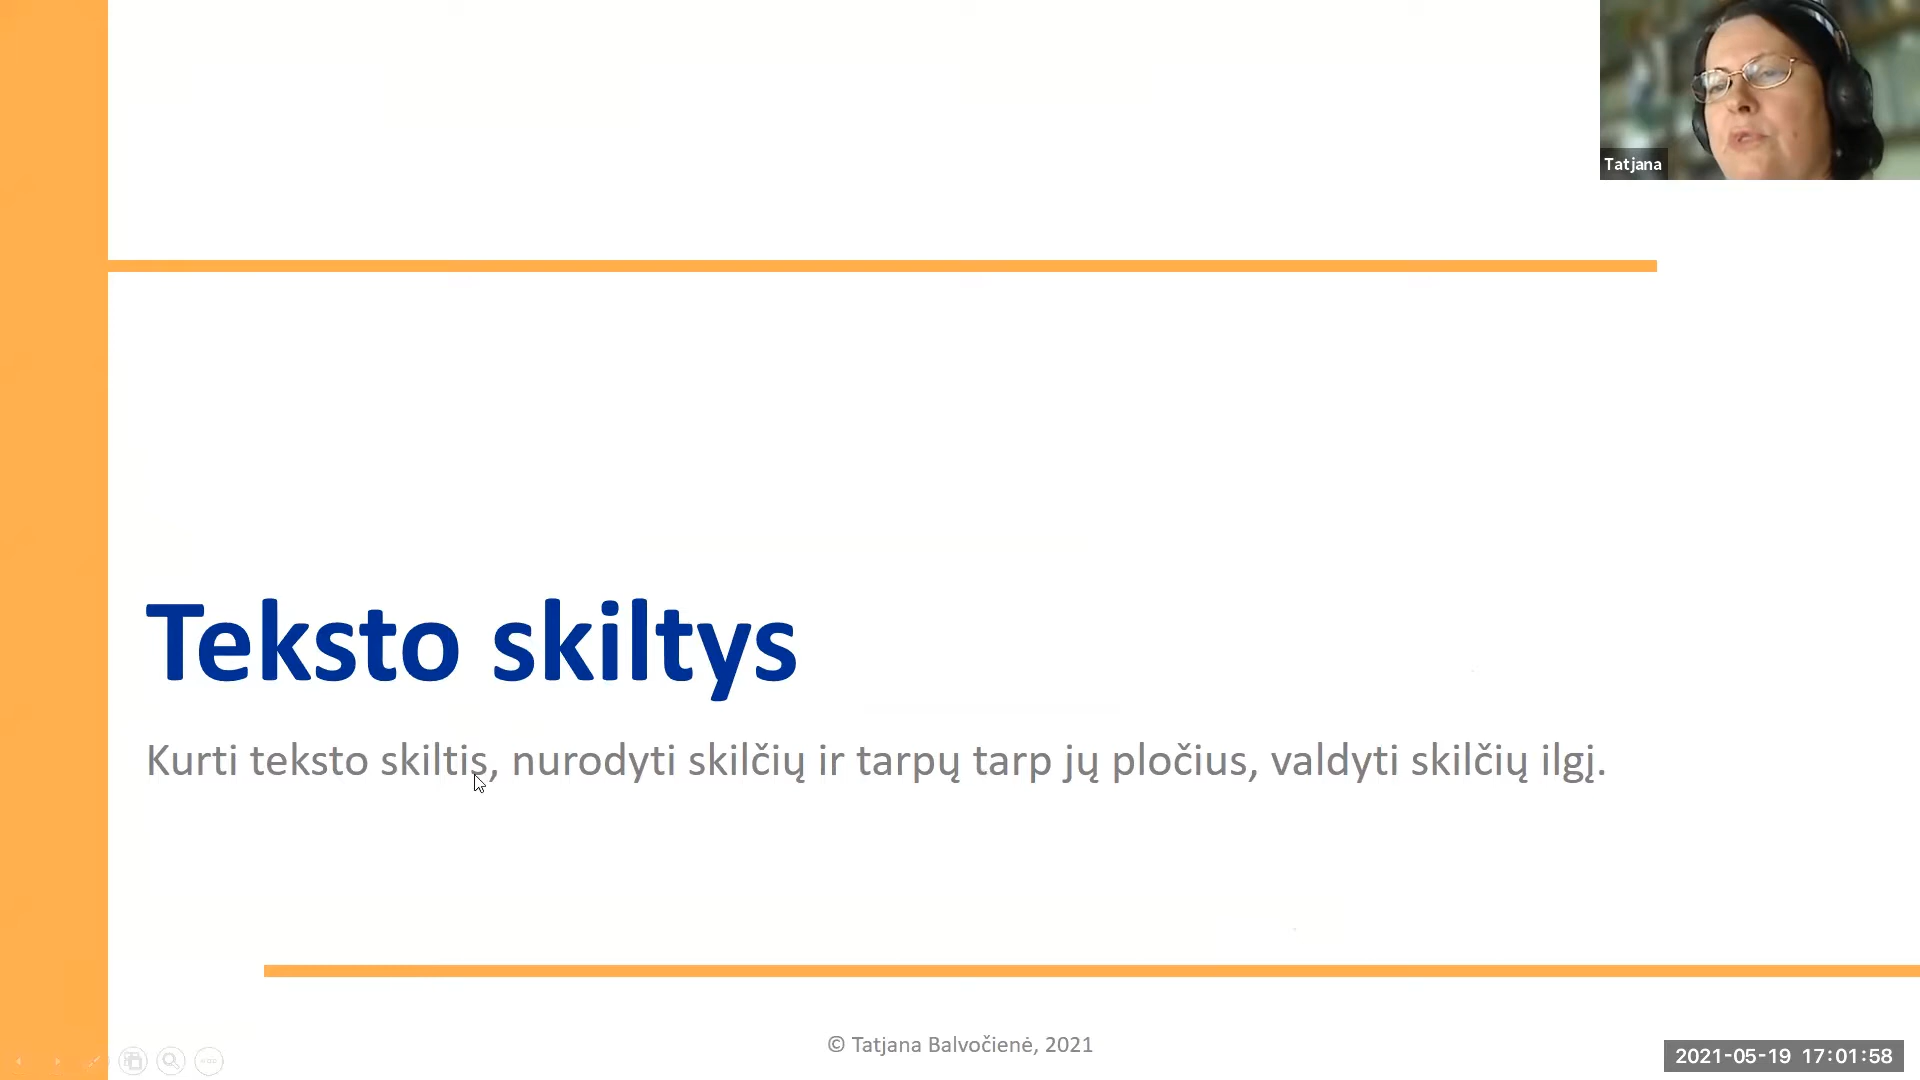 Tatjana
Teksto skiltys
Kurti teksto skiltis, nurodyti skilčių ir tarpų tarp jų pločius, valdyti skilčių ilgį.
© Tatjana Balvočienė, 2021
2021-05-19 17:01:58